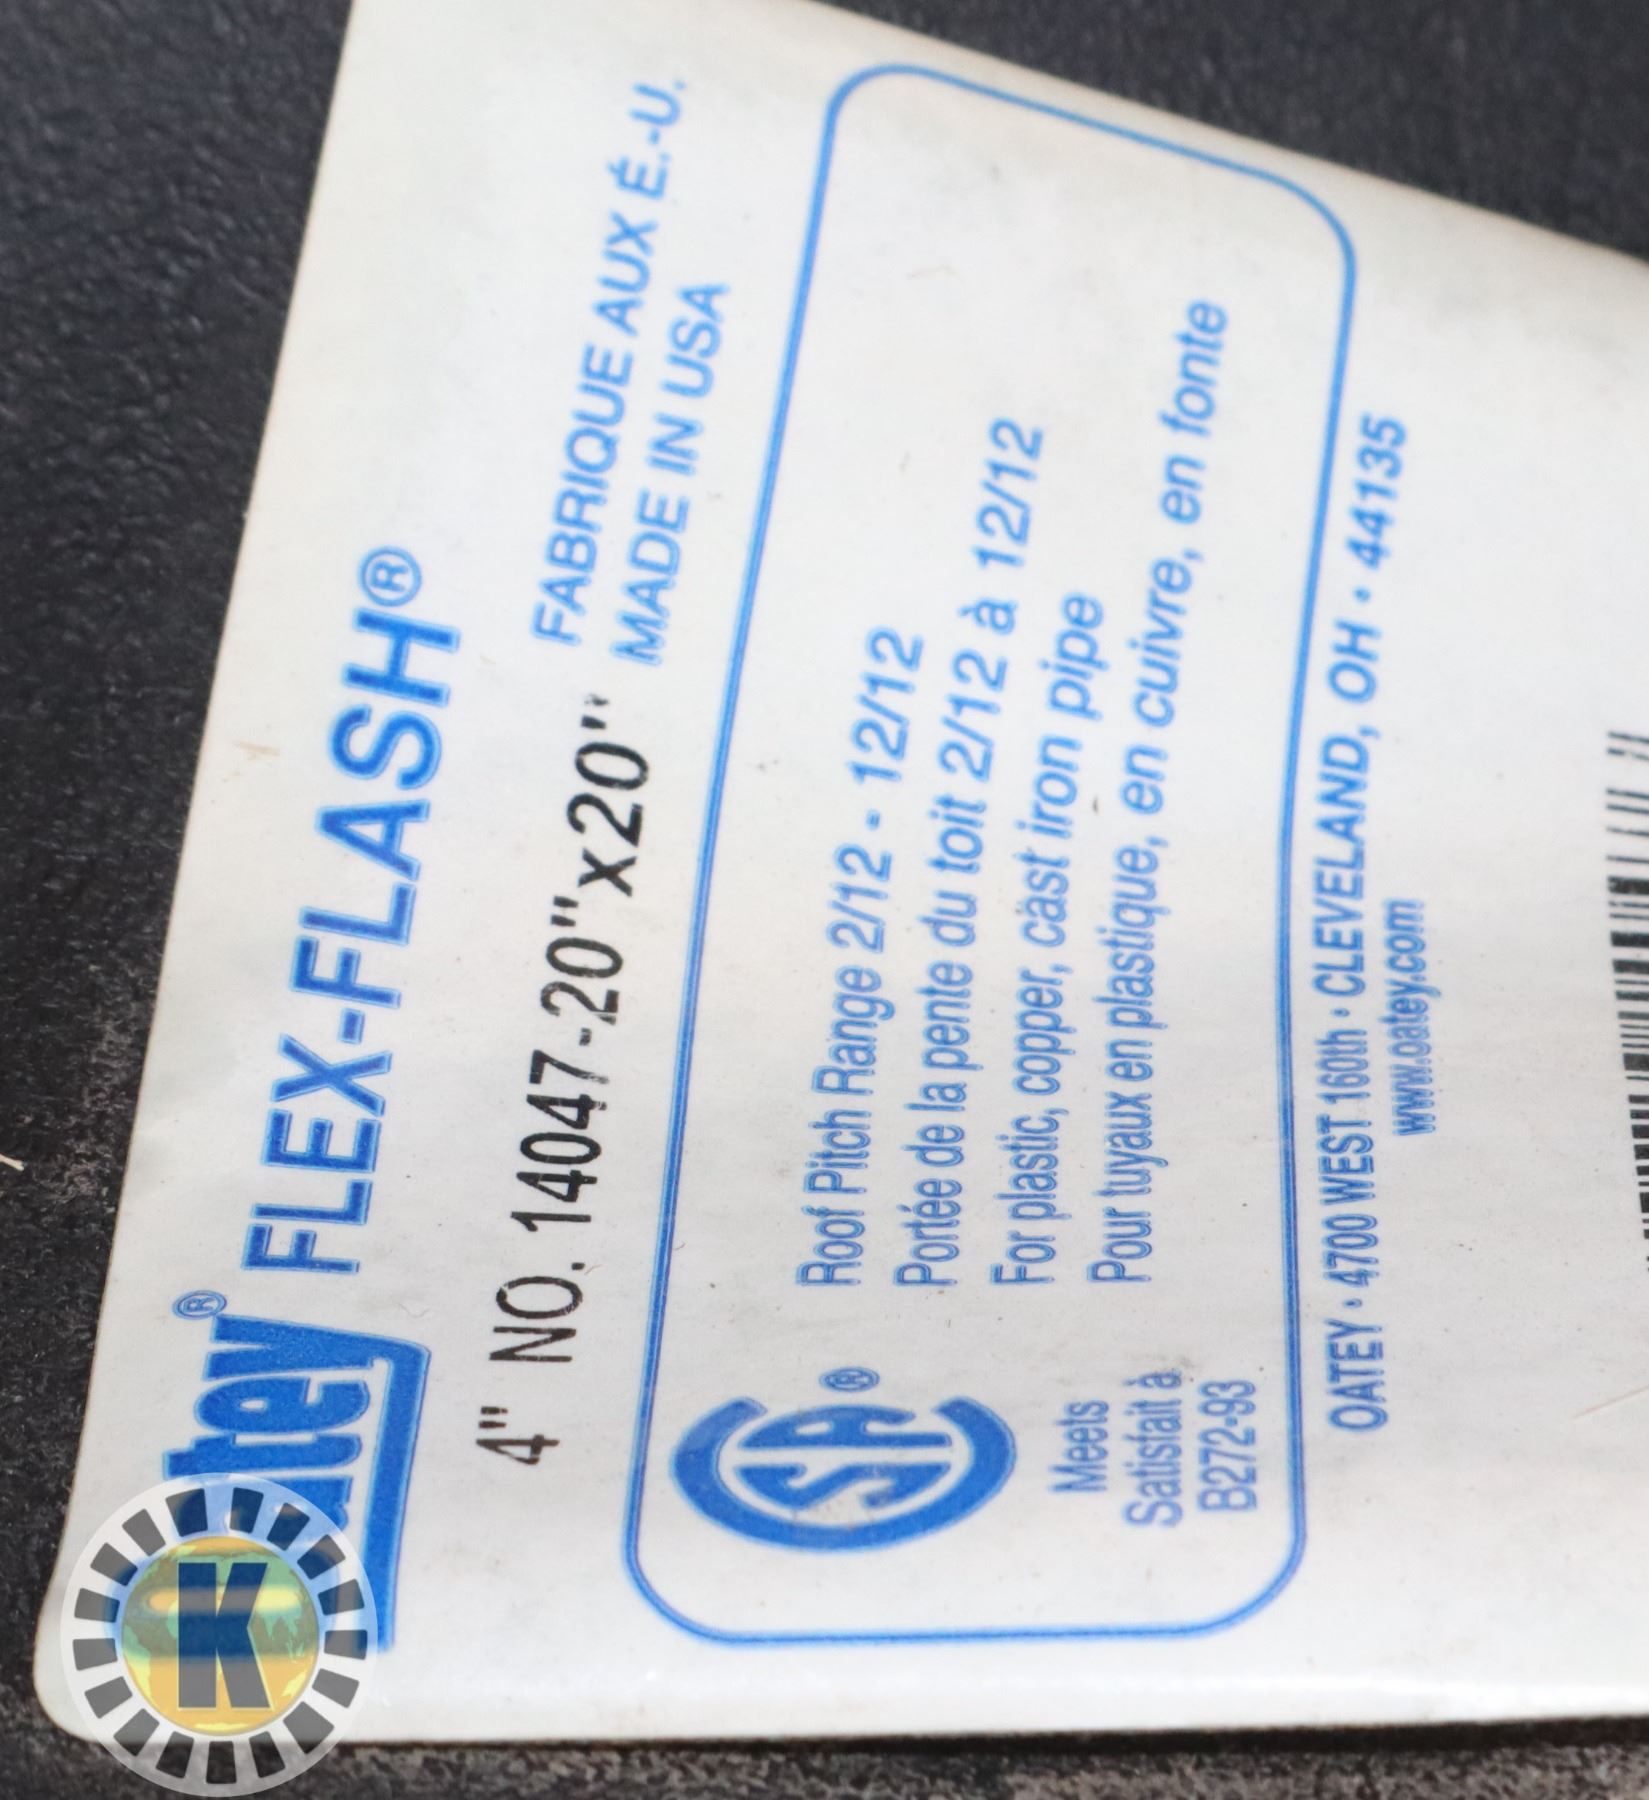 Oatey® FLEX-FLASH®
4" NO. 14047-20"x20"
FABRIQUE AUX É.-U.
MADE IN USA
CSA®
Meets
Satisfait à
B272-93
Roof Pitch Range 2/12 - 12/12
Portée de la pente du toit 2/12 à 12/12
For plastic, copper, cast iron pipe
Pour tuyaux en plastique, en cuivre, en fonte
OATEY • 4700 WEST 160th • CLEVELAND, OH • 44135
www.oatey.com
K